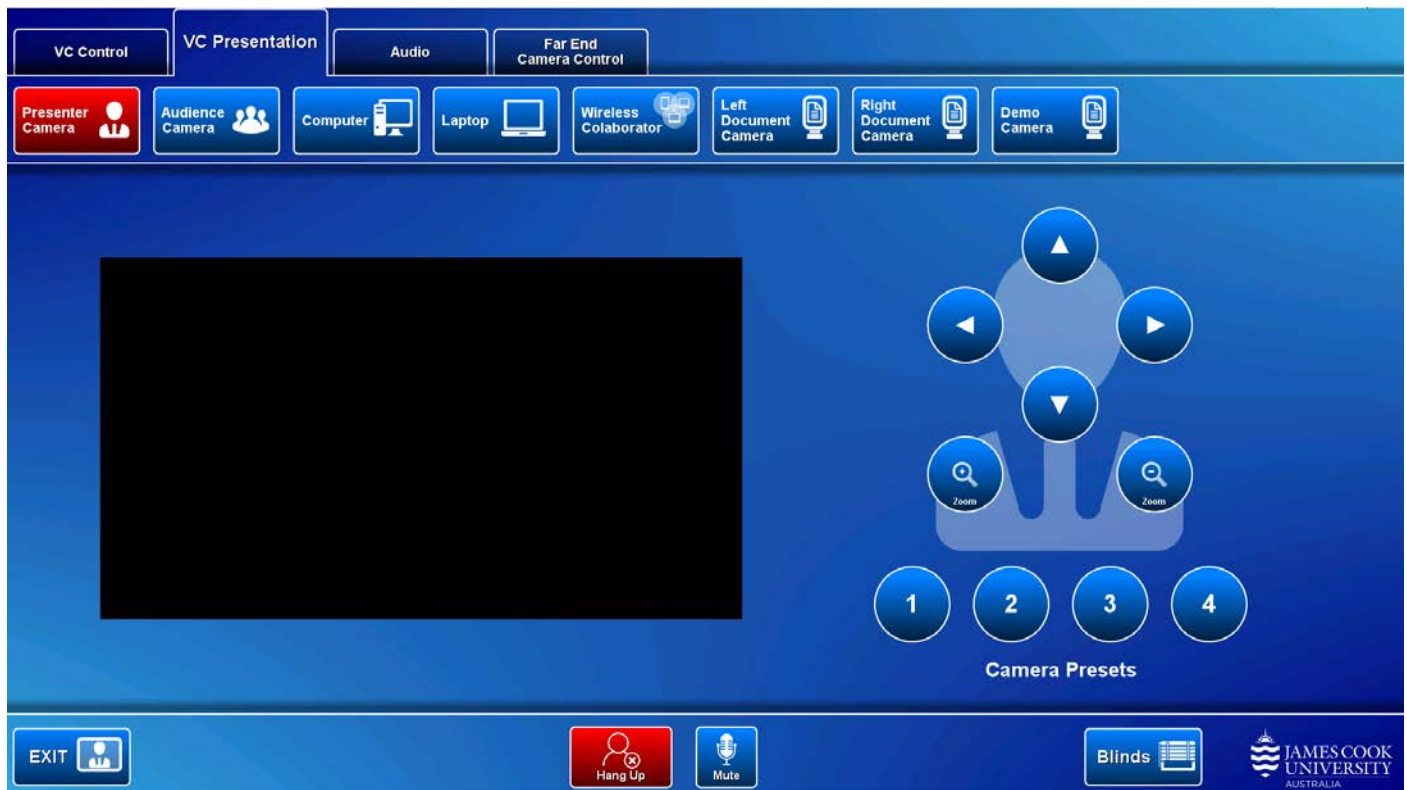 VC Control
VC Presentation
Audio
Far End
Camera Control
Presenter
Camera
Audience
Camera
Computer
Laptop
Wireless
Colaborator
Left
Document
Camera
Right
Document
Camera
Demo
Camera
Zoom
Zoom
1
2
3
4
Camera Presets
EXIT
Hang Up
Mute
Blinds
JAMES COOK
UNIVERSITY
AUSTRALIA